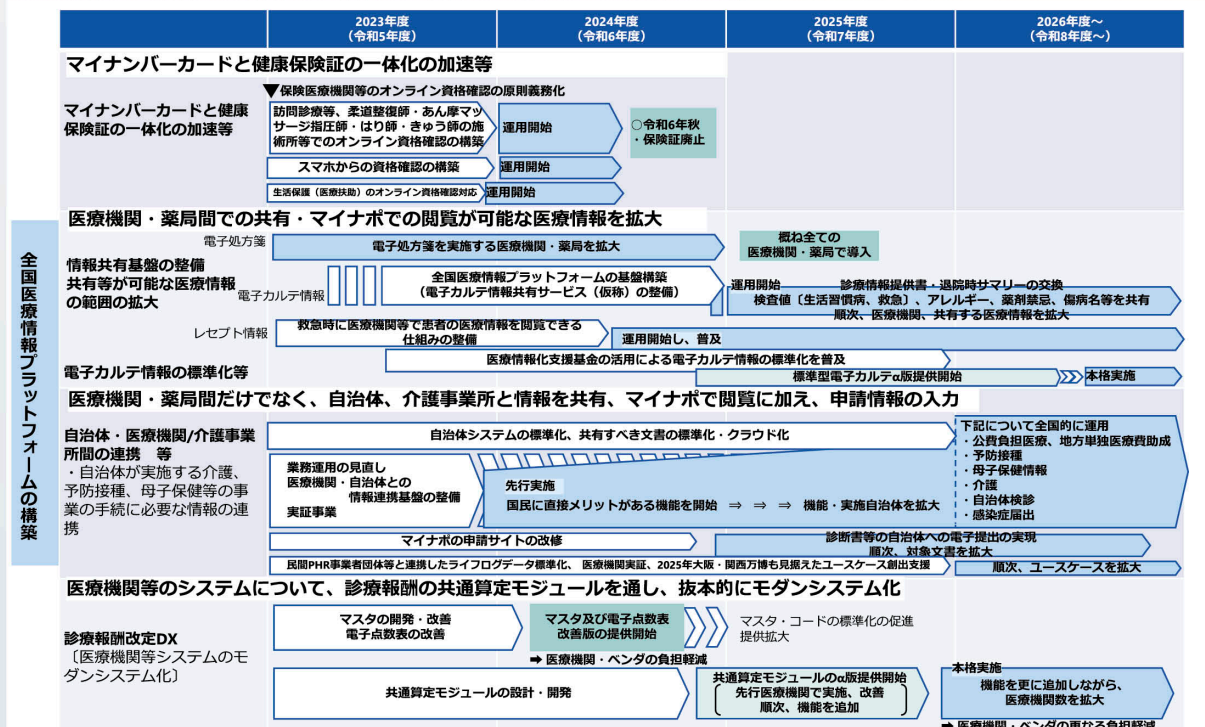 2023年度
(令和5年度)
2024年度
(令和6年度)
2025年度
(令和7年度)
2026年度～
(令和8年度～)
全国医療情報プラットフォームの構築
マイナンバーカードと健康保険証の一体化の加速等
▼保険医療機関等のオンライン資格確認の原則義務化
マイナンバーカードと健康
保険証の一体化の加速等
訪問診療等、柔道整復師・あん摩マッ
サージ指圧師・はり師・きゅう師の施
術所等でのオンライン資格確認の構築
運用開始
○令和6年秋
・保険証廃止
スマホからの資格確認の構築
運用開始
生活保護（医療扶助）のオンライン資格確認対応
運用開始
医療機関・薬局間での共有・マイナポでの閲覧が可能な医療情報を拡大
電子処方箋
電子処方箋を実施する医療機関・薬局を拡大
概ね全ての
医療機関・薬局で導入
情報共有基盤の整備
共有等が可能な医療情報
の範囲の拡大
電子カルテ情報
全国医療情報プラットフォームの基盤構築
（電子カルテ情報共有サービス（仮称）の整備）
運用開始
診療情報提供書・退院時サマリーの交換
検査値〔生活習慣病、救急〕、アレルギー、薬剤禁忌、傷病名等を共有
順次、医療機関、共有する医療情報を拡大
レセプト情報
救急時に医療機関等で患者の医療情報を閲覧できる
仕組みの整備
運用開始し、普及
医療情報化支援基金の活用による電子カルテ情報の標準化を普及
電子カルテ情報の標準化等
標準型電子カルテα版提供開始
本格実施
医療機関・薬局間だけでなく、自治体、介護事業所と情報を共有、マイナポで閲覧に加え、申請情報の入力
自治体・医療機関/介護事業
所間の連携　等
・自治体が実施する介護、
予防接種、母子保健等の事
業の手続に必要な情報の連
携
自治体システムの標準化、共有すべき文書の標準化・クラウド化
業務運用の見直し
医療機関・自治体との
情報連携基盤の整備
実証事業
先行実施
国民に直接メリットがある機能を開始　⇒　⇒　⇒　機能・実施自治体を拡大
下記について全国的に運用
・公費負担医療、地方単独医療費助成
・予防接種
・母子保健情報
・介護
・自治体検診
・感染症届出
マイナポの申請サイトの改修
診断書等の自治体への電子提出の実現
順次、対象文書を拡大
民間PHR事業者団体等と連携したライフログデータ標準化、医療機関実証、2025年大阪・関西万博も見据えたユースケース創出支援
順次、ユースケースを拡大
医療機関等のシステムについて、診療報酬の共通算定モジュールを通し、抜本的にモダンシステム化
診療報酬改定DX
〔医療機関等システムのモ
ダンシステム化〕
マスタの開発・改善
電子点数表の改善
マスタ及び電子点数表
改善版の提供開始
マスタ・コードの標準化の促進
提供拡大
➡ 医療機関・ベンダの負担軽減
共通算定モジュールの設計・開発
共通算定モジュールのα版提供開始
先行医療機関で実施、改善
順次、機能を追加
本格実施
機能を更に追加しながら、
医療機関数を拡大
➡ 医療機関・ベンダの更なる負担軽減